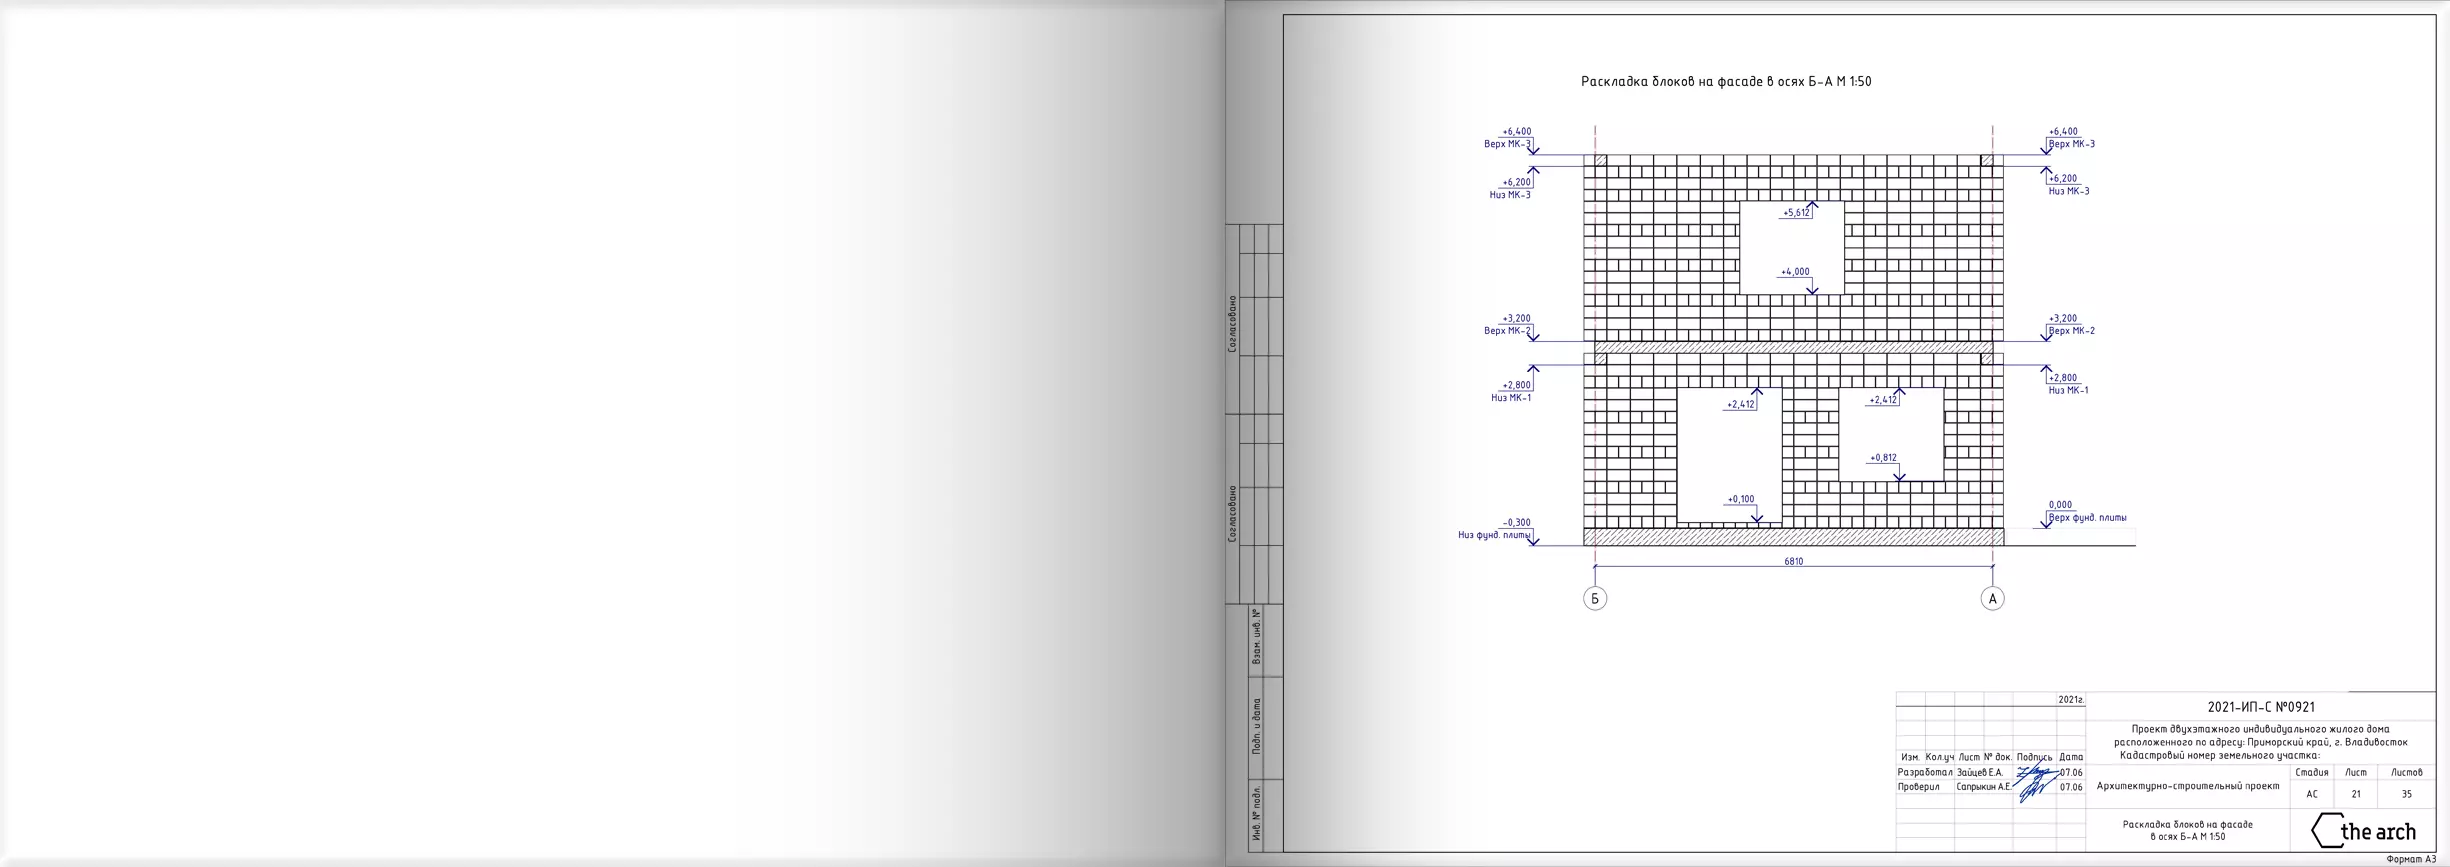 Раскладка блоков на фасаде в осях Б-А М 1:50
+6,400
Верх МК-3
+6,400
Верх МК-3
+6,200
Низ МК-3
+6,200
Низ МК-3
+5,612
+4,000
+3,200
Верх МК-2
+3,200
Верх МК-2
+2,800
Низ МК-1
+2,800
Низ МК-1
+2,412
+2,412
+0,812
+0,100
-0,300
Низ фунд. плиты
0,000
Верх фунд. плиты
6810
Б
А
Согласовано
Согласовано
Взам. инв. №
Подп. и дата
Инв. № подл.
2021г.
2021-ИП-С №0921
Проект двухэтажного индивидуального жилого дома
расположенного по адресу: Приморский край, г. Владивосток
Кадастровый номер земельного участка:
Изм. Кол.уч Лист № док. Подпись Дата
Разработал Зайцев Е.А. 07.06
Проверил Сапрыкин А.Е. 07.06
Архитектурно-строительный проект
Стадия Лист Листов
АС 21 35
Раскладка блоков на фасаде
в осях Б-А М 1:50
the arch
Формат А3